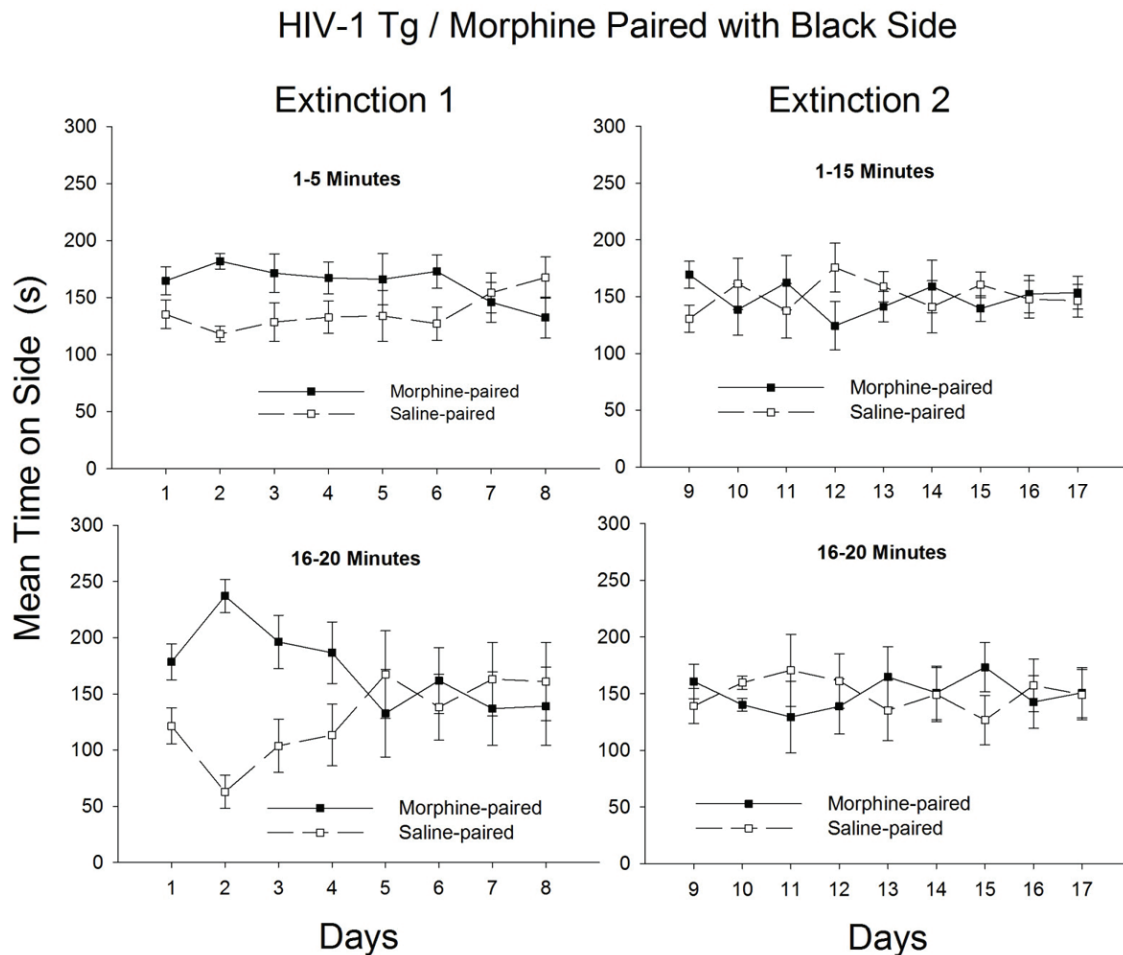 HIV-1 Tg / Morphine Paired with Black Side
Extinction 1
Extinction 2
Mean Time on Side (s)
300
250
200
150
100
50
0
1-5 Minutes
Morphine-paired
Saline-paired
1 2 3 4 5 6 7 8
300
250
200
150
100
50
0
1-15 Minutes
Morphine-paired
Saline-paired
9 10 11 12 13 14 15 16 17
300
250
200
150
100
50
0
16-20 Minutes
Morphine-paired
Saline-paired
1 2 3 4 5 6 7 8
Days
300
250
200
150
100
50
0
16-20 Minutes
Morphine-paired
Saline-paired
9 10 11 12 13 14 15 16 17
Days